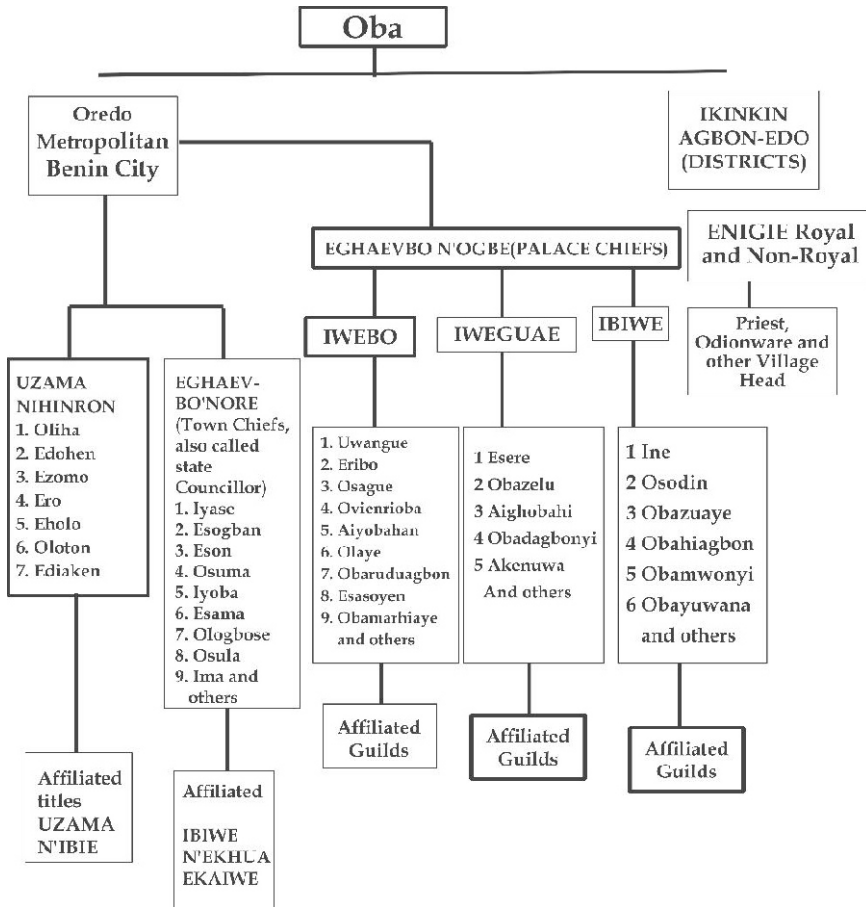 Oba
Oredo
Metropolitan
Benin City
IKINKIN
AGBON-EDO
(DISTRICTS)
EGHAEVBO N'OGBE(PALACE CHIEFS)
ENIGIE Royal
and Non-Royal
IWEBO
IWEGUAE
IBIWE
Priest,
Odionware and
other Village
Head
UZAMA
NIHINRON
1. Oliha
2. Edohen
3. Ezomo
4. Ero
5. Eholo
6. Oloton
7. Ediaken
EGHAEV-
BO'NORE
(Town Chiefs,
also called
state
Councillor)
1. Iyase
2. Esogban
3. Eson
4. Osuma
5. Iyoba
6. Esama
7. Ologbose
8. Osula
9. Ima and
others
1. Uwangue
2. Eribo
3. Osague
4. Ovienrioba
5. Aiyobahan
6. Olaye
7. Obaruduagbon
8. Esasoyen
9. Obamarhiaye
and others
1 Esere
2 Obazelu
3 Aighobahi
4 Obadagbonyi
5 Akenuwa
And others
1 Ine
2 Osodin
3 Obazuaye
4 Obahiagbon
5 Obamwonyi
6 Obayuwana
and others
Affiliated
Guilds
Affiliated
Guilds
Affiliated
Guilds
Affiliated
titles
UZAMA
N'IBIE
Affiliated
IBIWE
N'EKHUA
EKAIWE